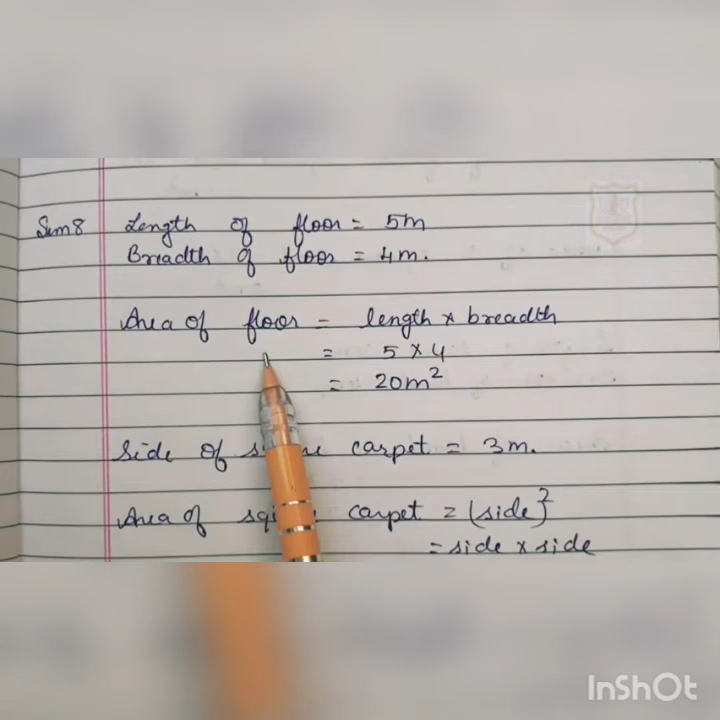 Sum 8 Length of floor = 5m
Breadth of floor = 4m.
Area of floor = length × breadth
= 5 × 4
= 20m²
Side of carpet = 3m.
Area of carpet = (side)²
= side × side
InShOt